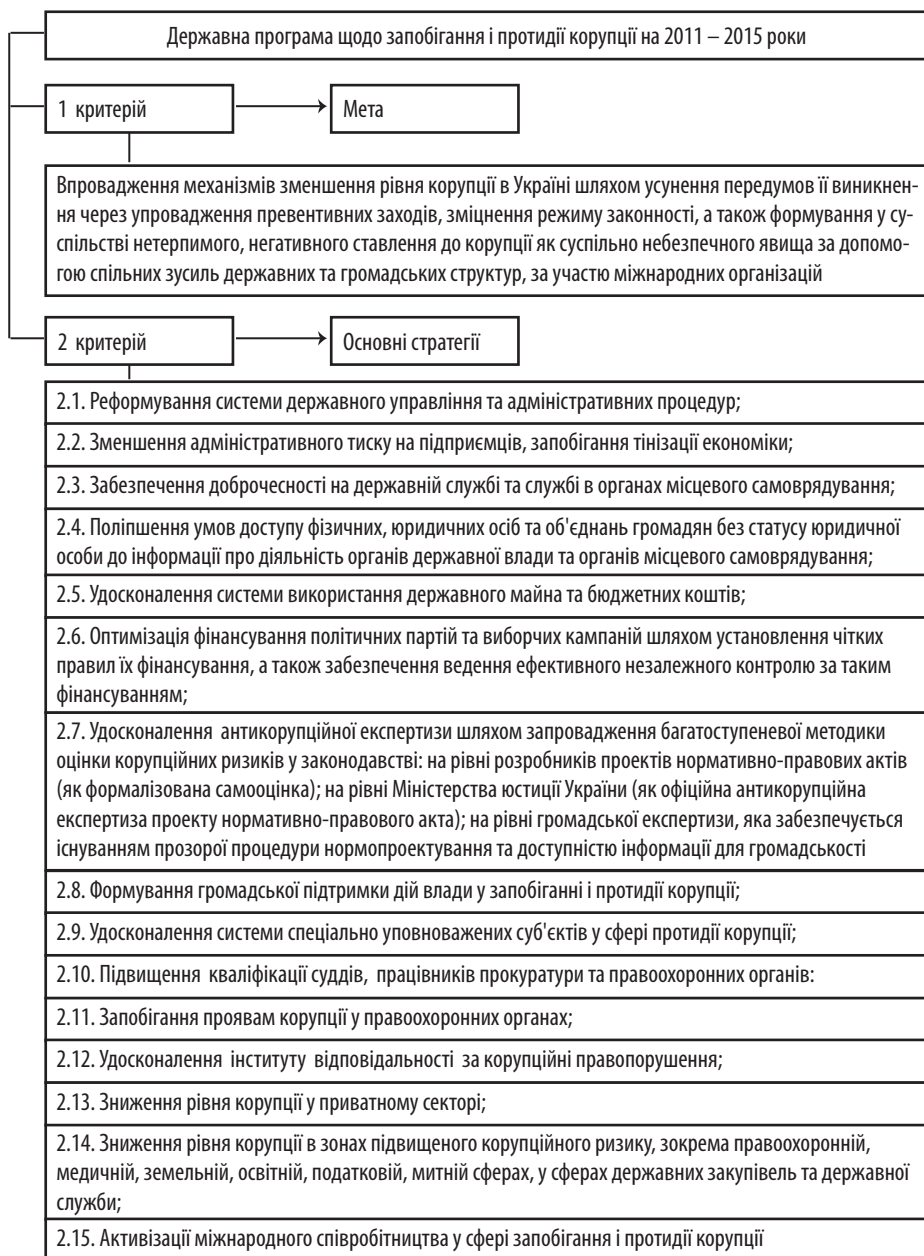 Державна програма щодо запобігання і протидії корупції на 2011 – 2015 роки
1 критерій
Мета
Впровадження механізмів зменшення рівня корупції в Україні шляхом усунення передумов її виникнен-
ня через упровадження превентивних заходів, зміцнення режиму законності, а також формування у су-
спільстві нетерпимого, негативного ставлення до корупції як суспільно небезпечного явища за допомо-
гою спільних зусиль державних та громадських структур, за участю міжнародних організацій
2 критерій
Основні стратегії
2.1. Реформування системи державного управління та адміністративних процедур;
2.2. Зменшення адміністративного тиску на підприємців, запобігання тінізації економіки;
2.3. Забезпечення доброчесності на державній службі та службі в органах місцевого самоврядування;
2.4. Поліпшення умов доступу фізичних, юридичних осіб та об'єднань громадян без статусу юридичної
особи до інформації про діяльність органів державної влади та органів місцевого самоврядування;
2.5. Удосконалення системи використання державного майна та бюджетних коштів;
2.6. Оптимізація фінансування політичних партій та виборчих кампаній шляхом установлення чітких
правил їх фінансування, а також забезпечення ведення ефективного незалежного контролю за таким
фінансуванням;
2.7. Удосконалення антикорупційної експертизи шляхом запровадження багатоступеневої методики
оцінки корупційних ризиків у законодавстві: на рівні розробників проектів нормативно-правових актів
(як формалізована самооцінка); на рівні Міністерства юстиції України (як офіційна антикорупційна
експертиза проекту нормативно-правового акта); на рівні громадської експертизи, яка забезпечується
існуванням прозорої процедури нормопроектування та доступністю інформації для громадськості
2.8. Формування громадської підтримки дій влади у запобіганні і протидії корупції;
2.9. Удосконалення системи спеціально уповноважених суб'єктів у сфері протидії корупції;
2.10. Підвищення кваліфікації суддів, працівників прокуратури та правоохоронних органів:
2.11. Запобігання проявам корупції у правоохоронних органах;
2.12. Удосконалення інституту відповідальності за корупційні правопорушення;
2.13. Зниження рівня корупції у приватному секторі;
2.14. Зниження рівня корупції в зонах підвищеного корупційного ризику, зокрема правоохоронній,
медичній, земельній, освітній, податковій, митній сферах, у сферах державних закупівель та державної
служби;
2.15. Активізації міжнародного співробітництва у сфері запобігання і протидії корупції